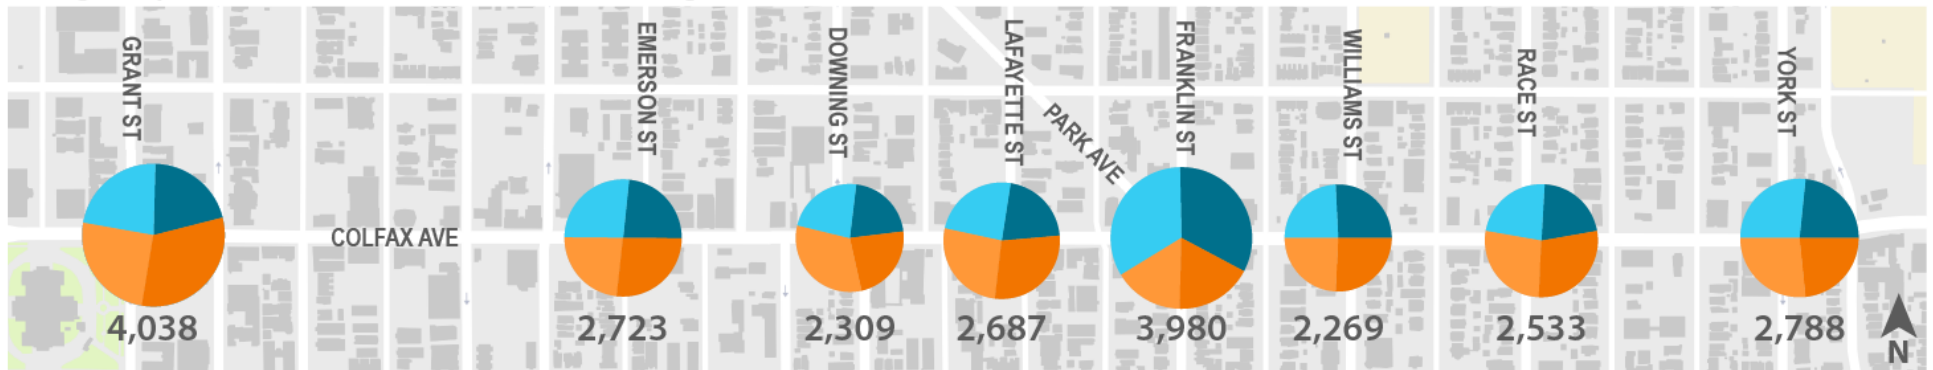 GRANT ST
EMERSON ST
DOWNING ST
LAFAYETTE ST
PARK AVE
FRANKLIN ST
WILLIAMS ST
RACE ST
YORK ST
COLFAX AVE
4,038
2,723
2,309
2,687
3,980
2,269
2,533
2,788
N